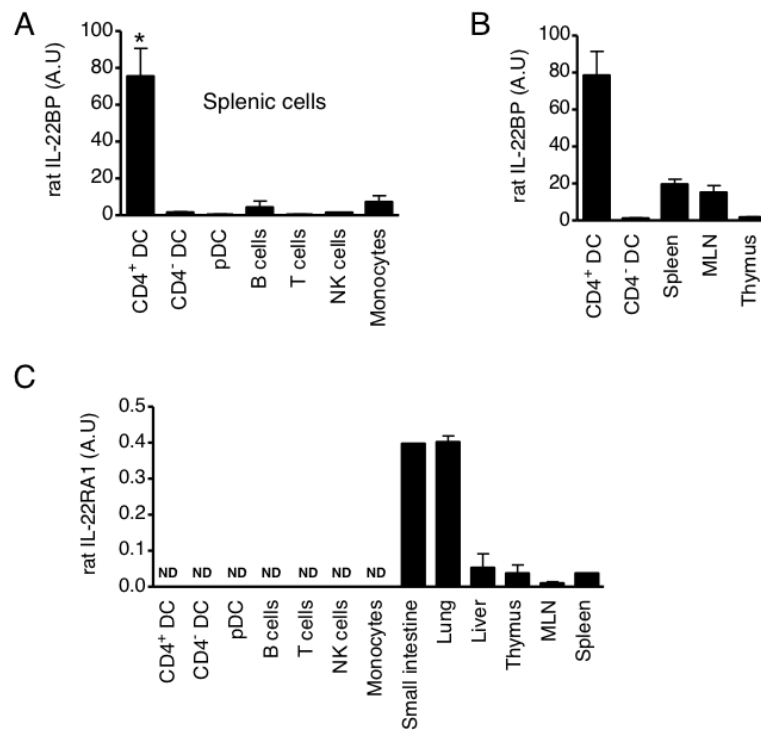 A
rat IL-22BP (A.U)
100
80
60
40
20
0
*
Splenic cells
CD4+ DC
CD4- DC
pDC
B cells
T cells
NK cells
Monocytes
B
rat IL-22BP (A.U)
100
80
60
40
20
0
CD4+ DC
CD4- DC
Spleen
MLN
Thymus
C
rat IL-22RA1 (A.U)
0.5
0.4
0.1
0.1
0.0
ND ND ND ND ND ND ND
CD4+ DC
CD4- DC
pDC
B cells
T cells
NK cells
Monocytes
Small intestine
Lung
Liver
Thymus
MLN
Spleen